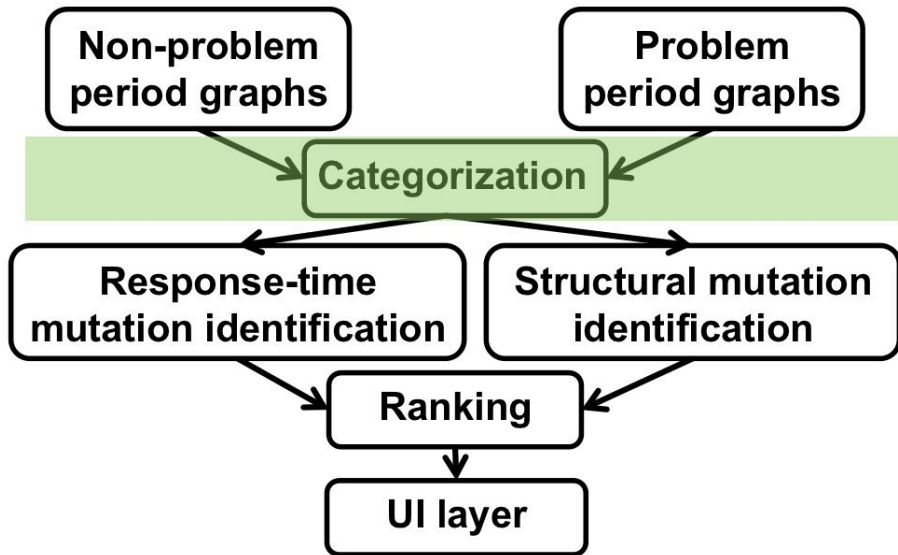 Non-problem
period graphs
Problem
period graphs
Categorization
Response-time
mutation identification
Structural mutation
identification
Ranking
UI layer